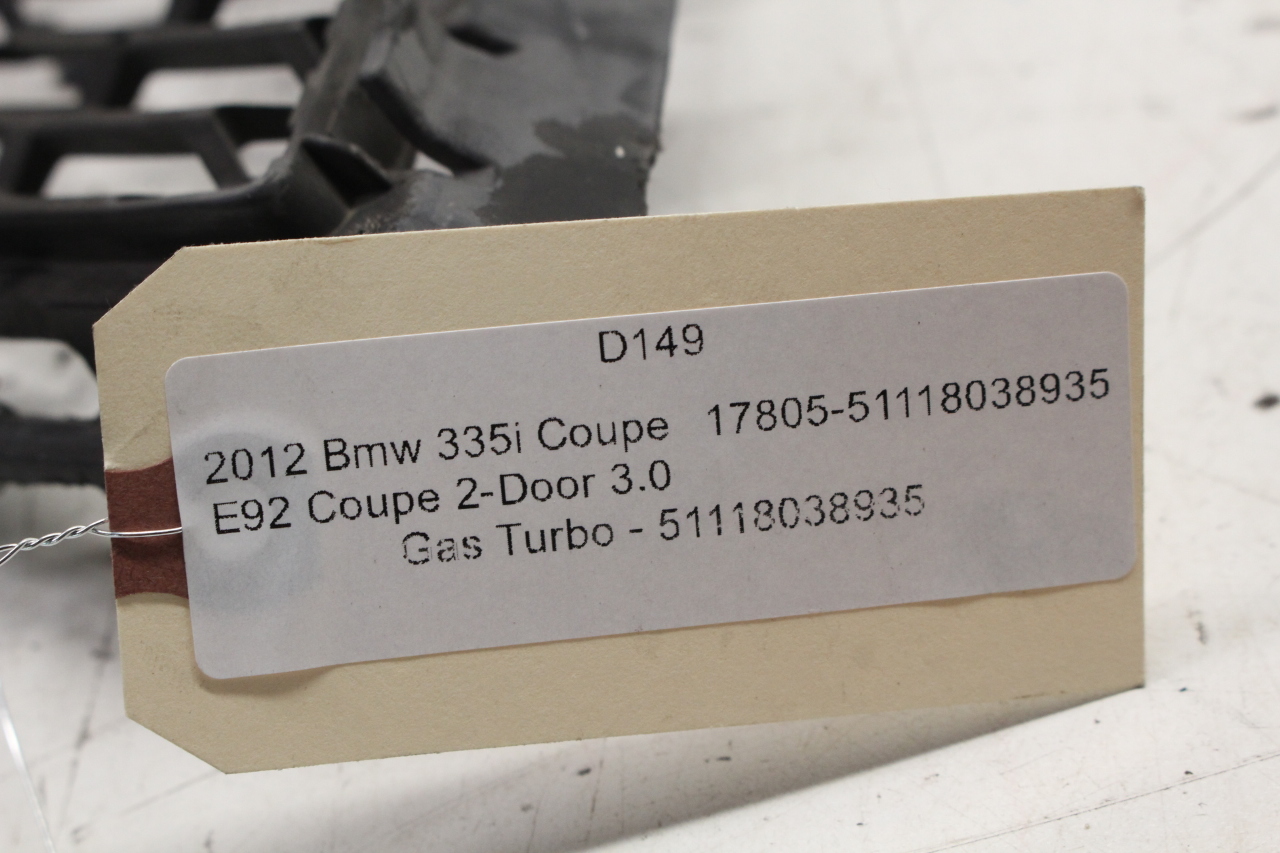 D149
2012 Bmw 335i Coupe 17805-51118038935
E92 Coupe 2-Door 3.0
Gas Turbo - 51118038935